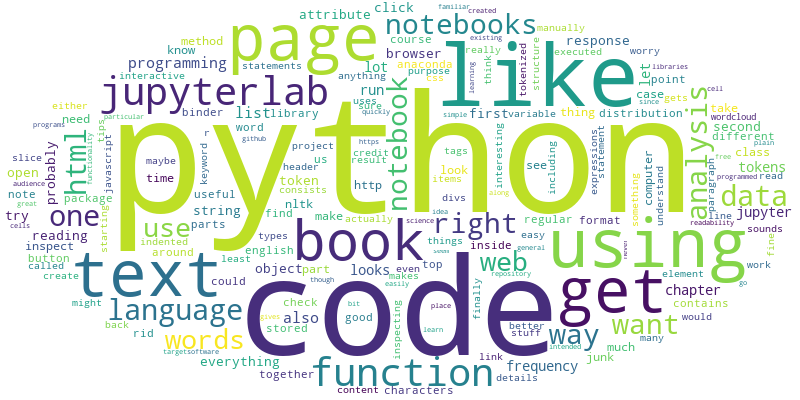 python
code
like
using
text
get
book
page
jupyterlab
function
notebooks
language
data
right
one
use
words
html
notebook
analysis
web
way
want
list
programming
attribute
click
browser
anaconda
css
lot
run
uses
sure
course
response
know
method
statements
interactive
anything
purpose
quickly
binder
library
first
variable
think
really
familiar
created
existing
manually
executed
worry
libraries
tokenized
structure
learning
simple
let
point
case
gets
thing
take
cell
since
wordcloud
programmed
plain
second
different
distribution
either
need
tips
word
project
github
https
credit
result
us
header
keyword
r
javascript
functionality
programs
particular
slice
maybe
probably
open
time
class
tokens
computer
expressions
statement
including
interesting
tags
look
items
see
http
token
consists
useful
package
note
audience
great
cells
try
string
nltk
find
make
actually
divs
along
regular
format
easy
idea
something
understand
paragraph
read
free
jupyter
readability
line
sounds
fine
reading
inspect
indented
starting
parts
english
types
object
part
things
inside
looks
even
top
science
though
makes
general
repository
element
work
go
chapter
contains
would
button
called
create
around
least
could
check
also
stored
good
bit
easily
place
learn
inspecting
finally
better
stuff
link
intended
details
frequency
many
much
junk
might
back
rid
everything
together
target
software
gives
content
characters